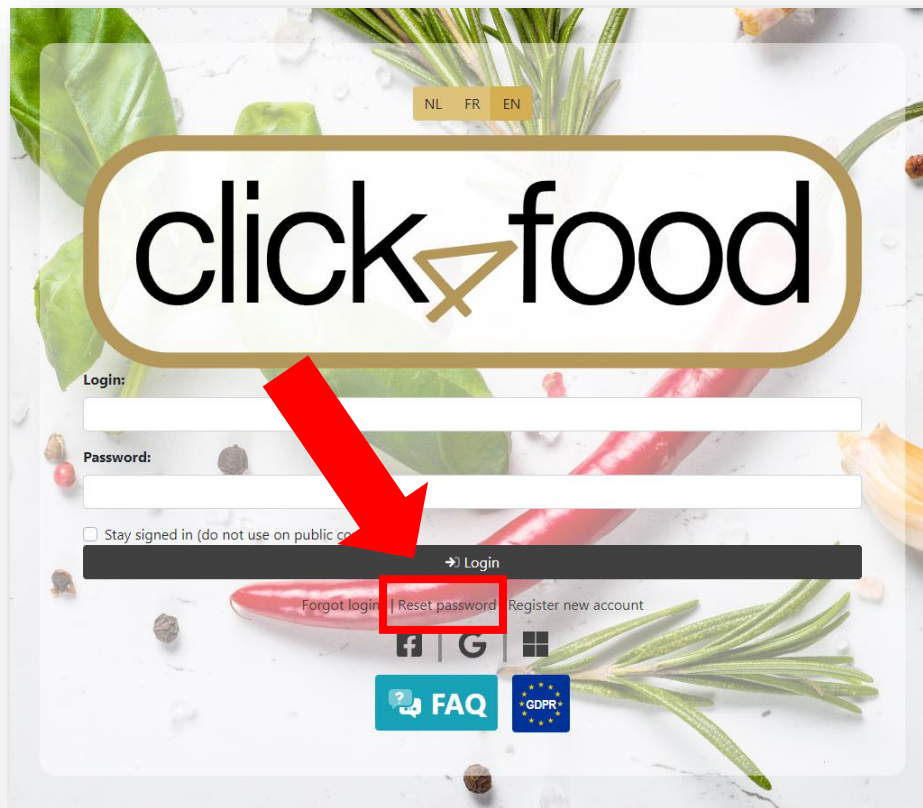 NL FR EN
click4food
Login:
Password:
Stay signed in (do not use on public co
Login
Forgot login | Reset password Register new account
FAQ
GDPR